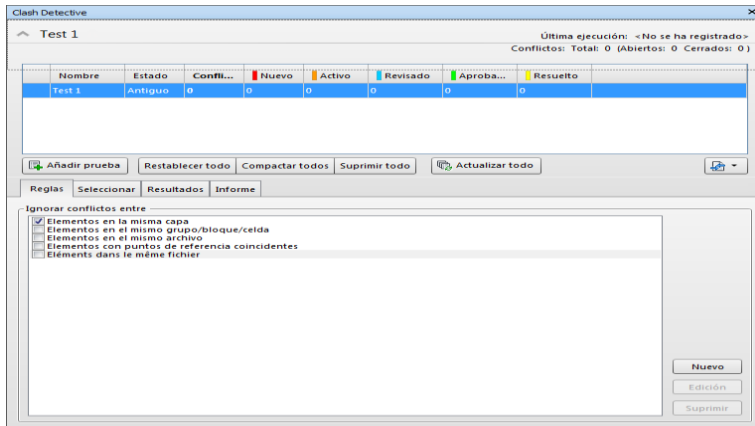 Clash Detective
Test 1
Última ejecución: <No se ha registrado>
Conflictos: Total: 0 (Abiertos: 0 Cerrados: 0)
Nombre Estado Confli... Nuevo Activo Revisado Aproba... Resuelto
Test 1 Antiguo 0 0 0 0 0 0
Añadir prueba Restablecer todo Compactar todos Suprimir todo Actualizar todo
Reglas Seleccionar Resultados Informe
Ignorar conflictos entre
Elementos en la misma capa
Elementos en el mismo grupo/bloque/celda
Elementos en el mismo archivo
Elementos con puntos de referencia coincidentes
Eléments dans le même fichier
Nuevo
Edición
Suprimir